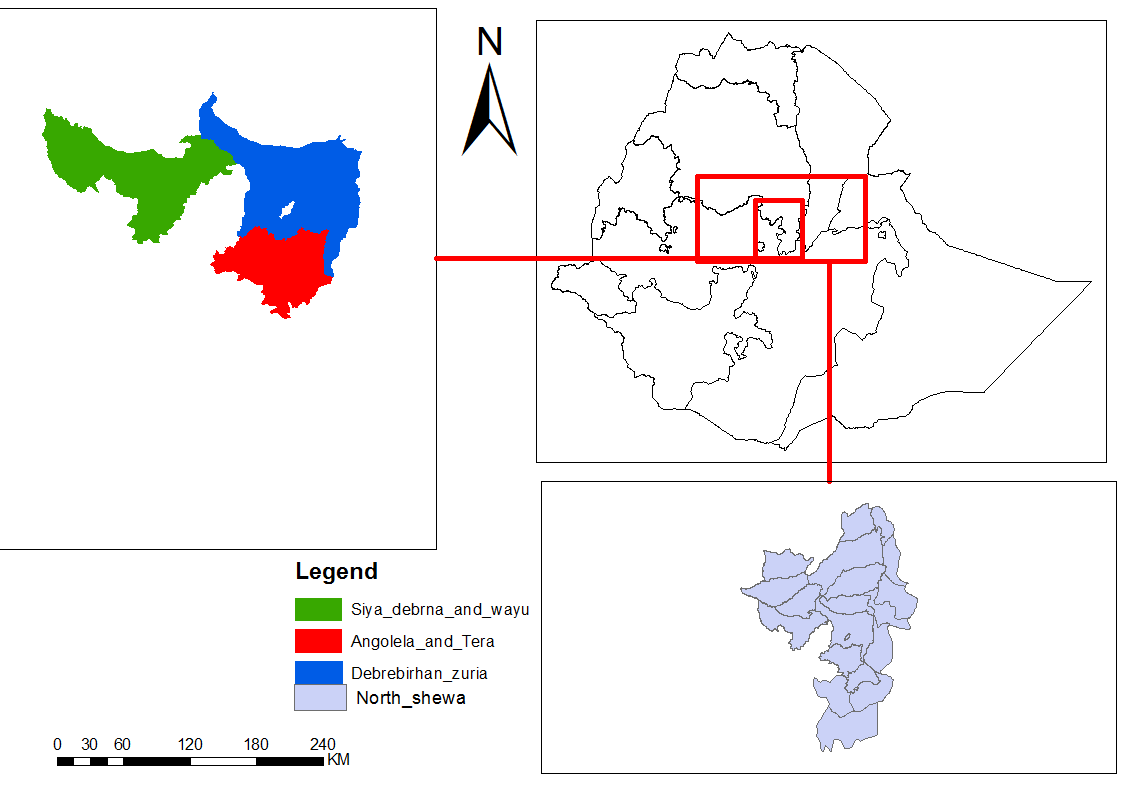 N
Legend
Siya_debrna_and_wayu
Angolela_and_Tera
Debrebirhan_zuria
North_shewa
0 30 60 120 180 240
KM